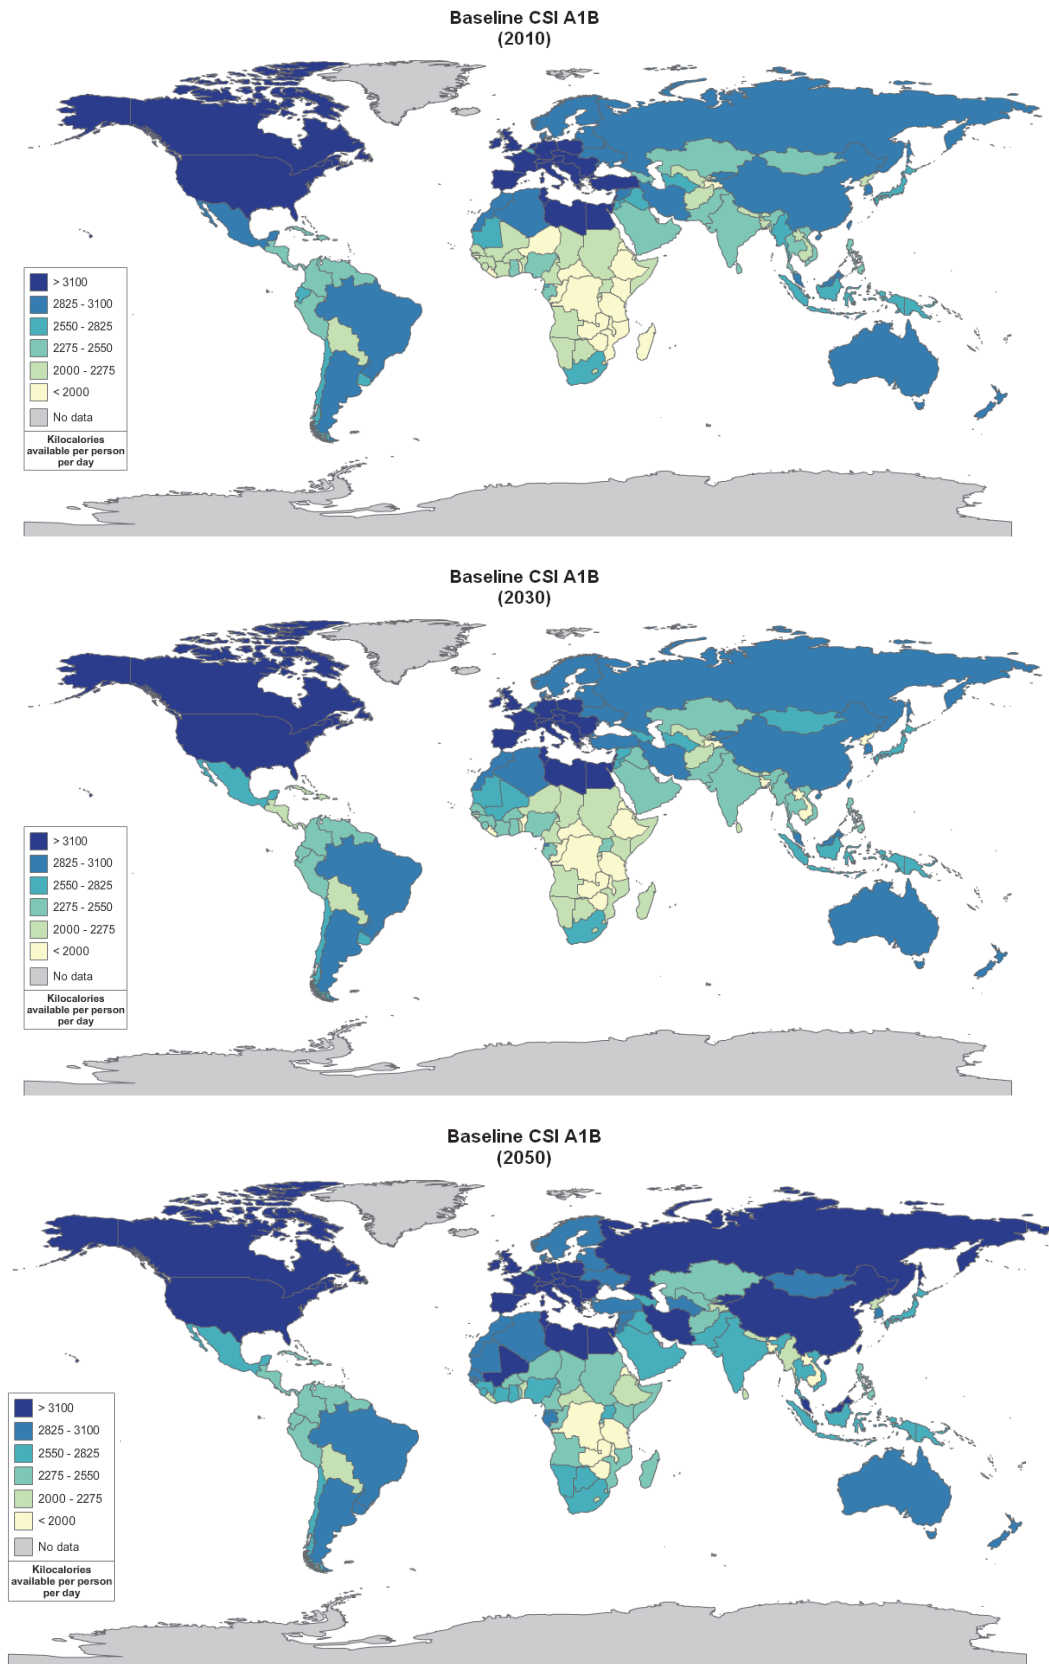 Baseline CSI A1B
(2010)
> 3100
2825 - 3100
2550 - 2825
2275 - 2550
2000 - 2275
< 2000
No data
Kilocalories
available per person
per day
Baseline CSI A1B
(2030)
> 3100
2825 - 3100
2550 - 2825
2275 - 2550
2000 - 2275
< 2000
No data
Kilocalories
available per person
per day
Baseline CSI A1B
(2050)
> 3100
2825 - 3100
2550 - 2825
2275 - 2550
2000 - 2275
< 2000
No data
Kilocalories
available per person
per day